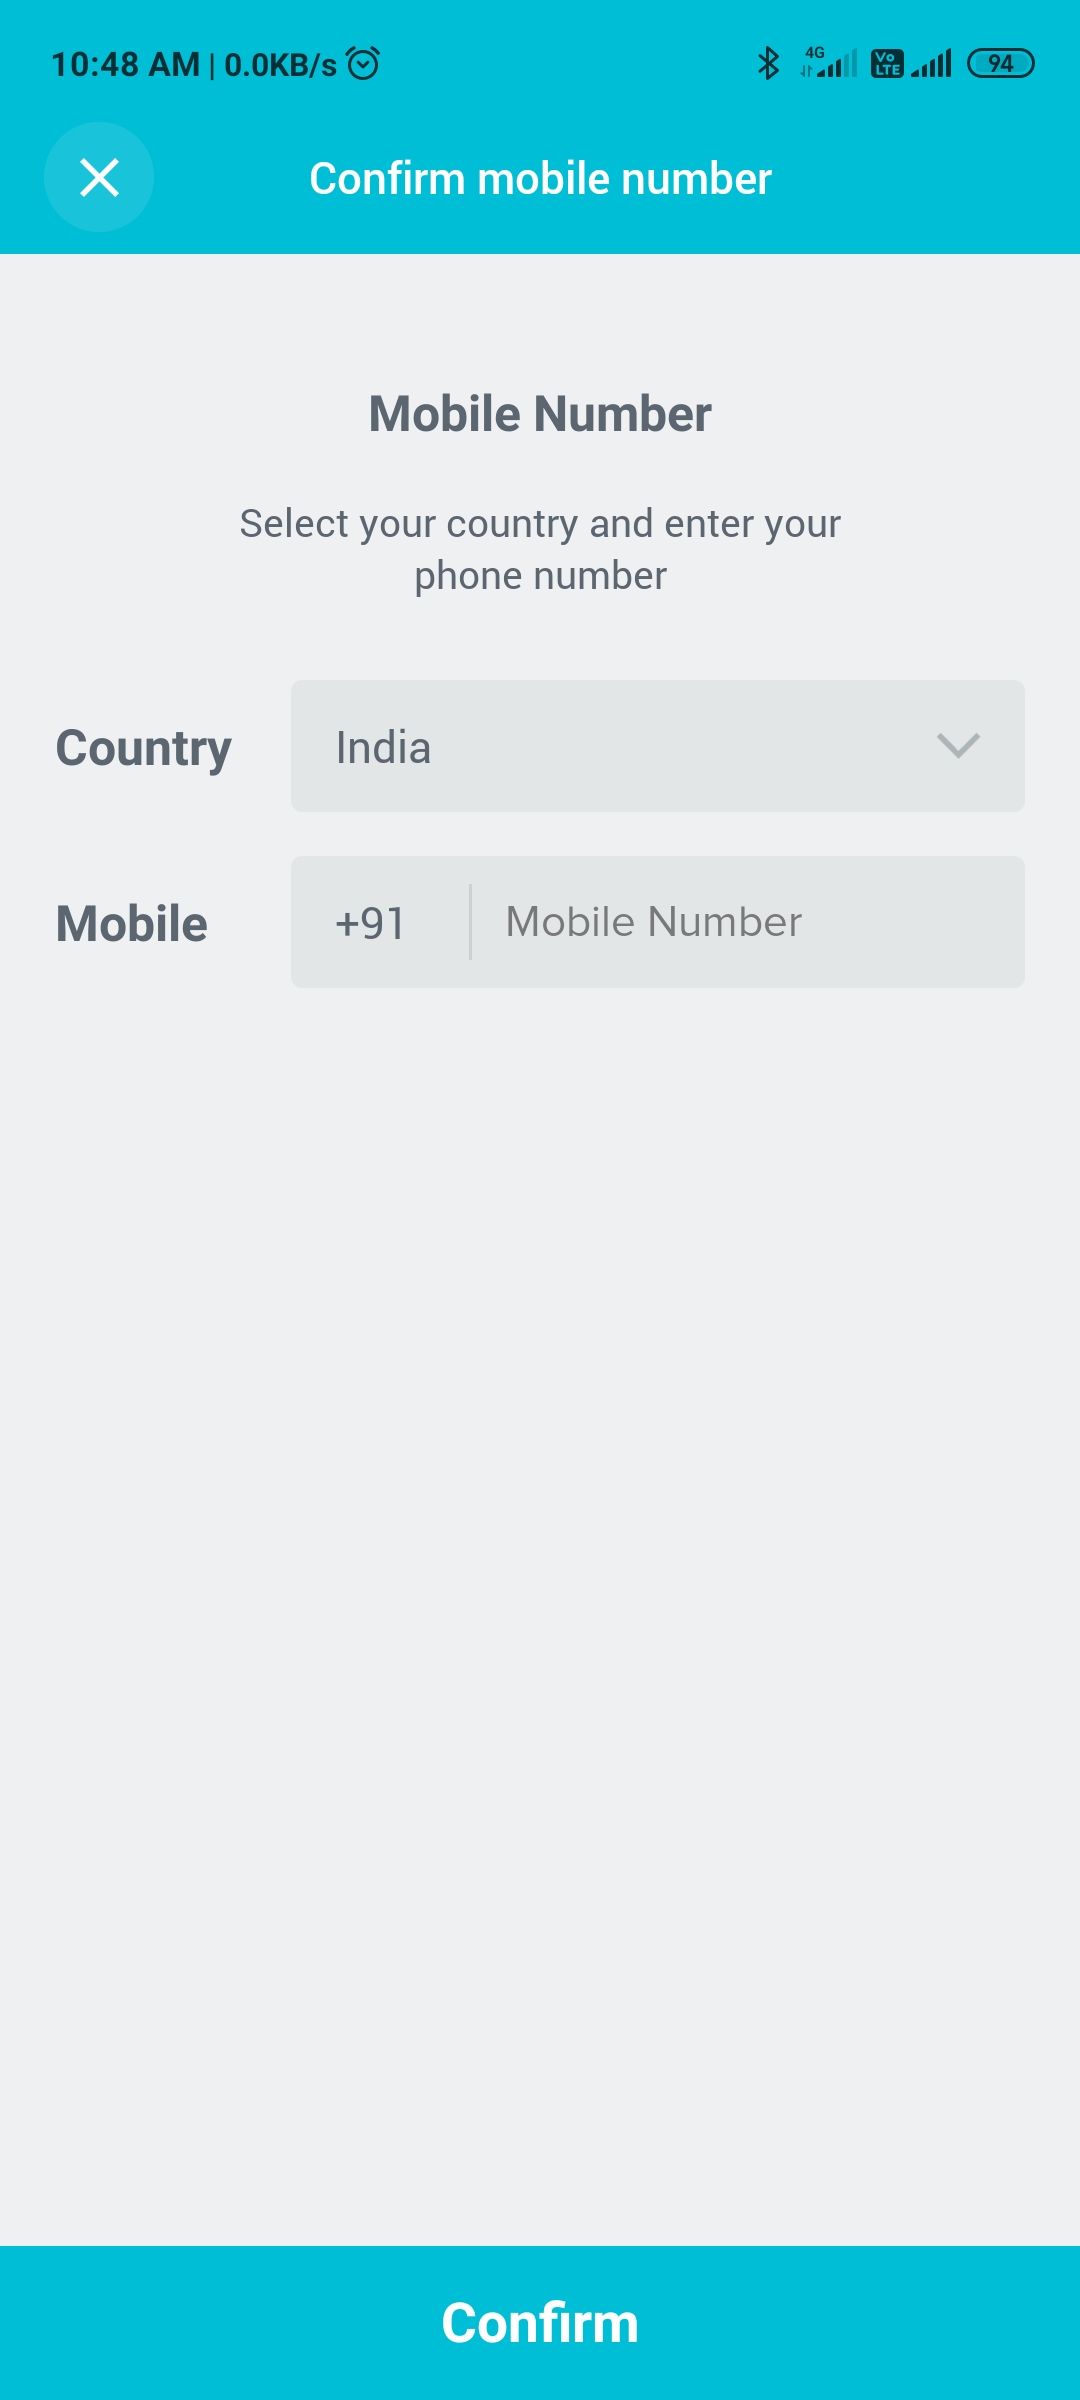 10:48 AM | 0.0KB/s
4G
Vo
LTE
94
Confirm mobile number
Mobile Number
Select your country and enter your
phone number
Country
India
Mobile
+91
Mobile Number
Confirm